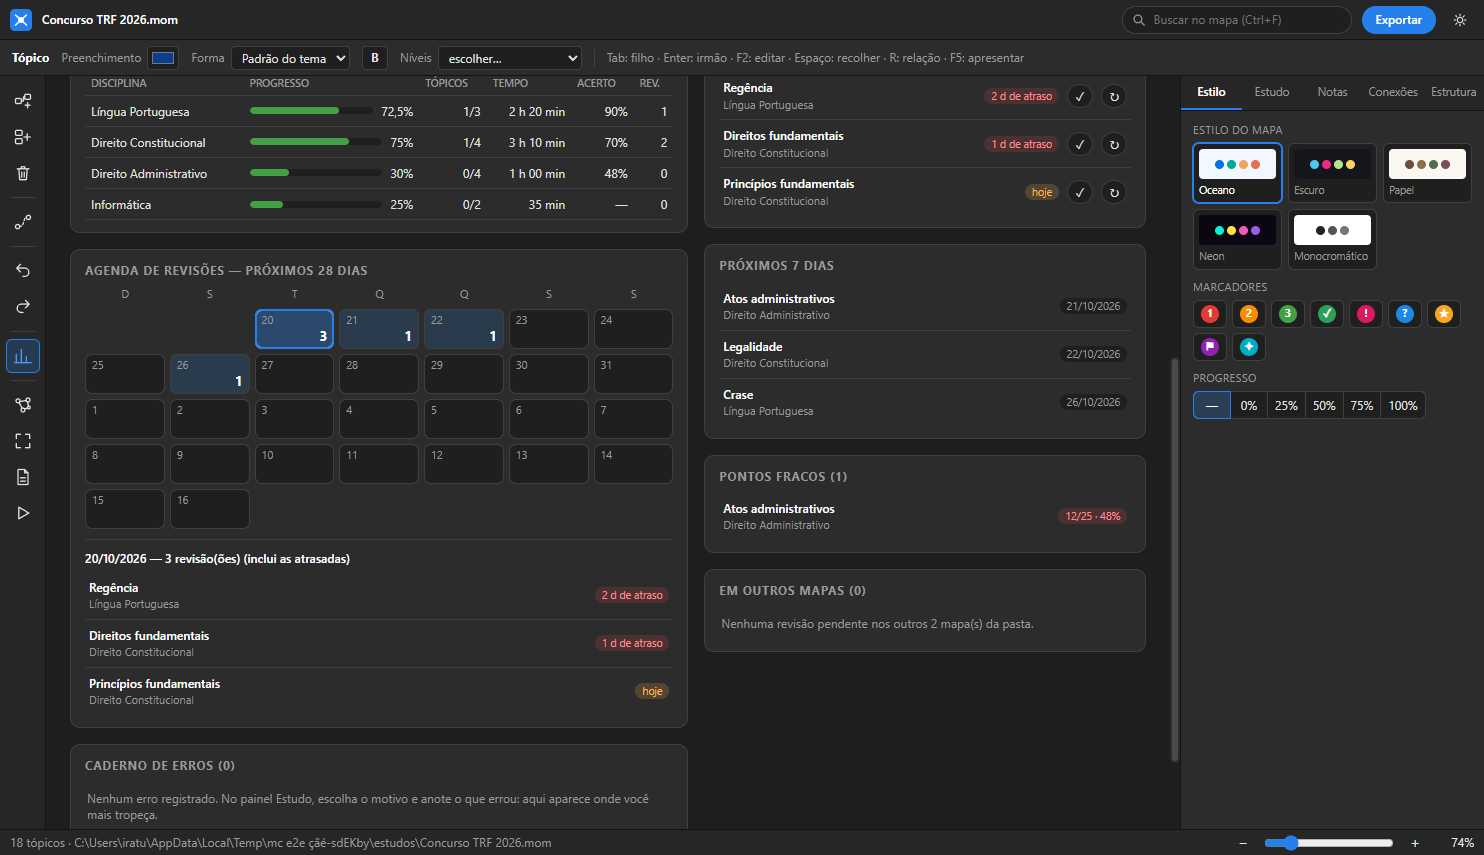 Concurso TRF 2026.mom
Buscar no mapa (Ctrl+F)
Exportar
Tópico
Preenchimento
Forma
Padrão do tema
B
Níveis
escolher...
Tab: filho · Enter: irmão · F2: editar · Espaço: recolher · R: relação · F5: apresentar
DISCIPLINA PROGRESSO TÓPICOS TEMPO ACERTO REV.
Língua Portuguesa 72,5% 1/3 2 h 20 min 90% 1
Direito Constitucional 75% 1/4 3 h 10 min 70% 2
Direito Administrativo 30% 0/4 1 h 00 min 48% 0
Informática 25% 0/2 35 min — 0
AGENDA DE REVISÕES — PRÓXIMOS 28 DIAS
D S T Q Q S S
20 3 21 1 22 1 23 24
25 26 1 27 28 29 30 31
1 2 3 4 5 6 7
8 9 10 11 12 13 14
15 16
20/10/2026 — 3 revisão(ões) (inclui as atrasadas)
Regência
Língua Portuguesa
2 d de atraso
Direitos fundamentais
Direito Constitucional
1 d de atraso
Princípios fundamentais
Direito Constitucional
hoje
CADERNO DE ERROS (0)
Nenhum erro registrado. No painel Estudo, escolha o motivo e anote o que errou: aqui aparece onde você
mais tropeça.
Regência
Língua Portuguesa
2 d de atraso
Direitos fundamentais
Direito Constitucional
1 d de atraso
Princípios fundamentais
Direito Constitucional
hoje
PRÓXIMOS 7 DIAS
Atos administrativos
Direito Administrativo
21/10/2026
Legalidade
Direito Constitucional
22/10/2026
Crase
Língua Portuguesa
26/10/2026
PONTOS FRACOS (1)
Atos administrativos
Direito Administrativo
12/25 · 48%
EM OUTROS MAPAS (0)
Nenhuma revisão pendente nos outros 2 mapa(s) da pasta.
Estilo Estudo Notas Conexões Estrutura
ESTILO DO MAPA
Oceano Escuro Papel
Neon Monocromático
MARCADORES
1 2 3 ✓ ! ? ★
PROGRESSO
— 0% 25% 50% 75% 100%
18 tópicos · C:\Users\iratu\AppData\Local\Temp\mc e2e çãé-sdEKby\estudos\Concurso TRF 2026.mom
− + 74%